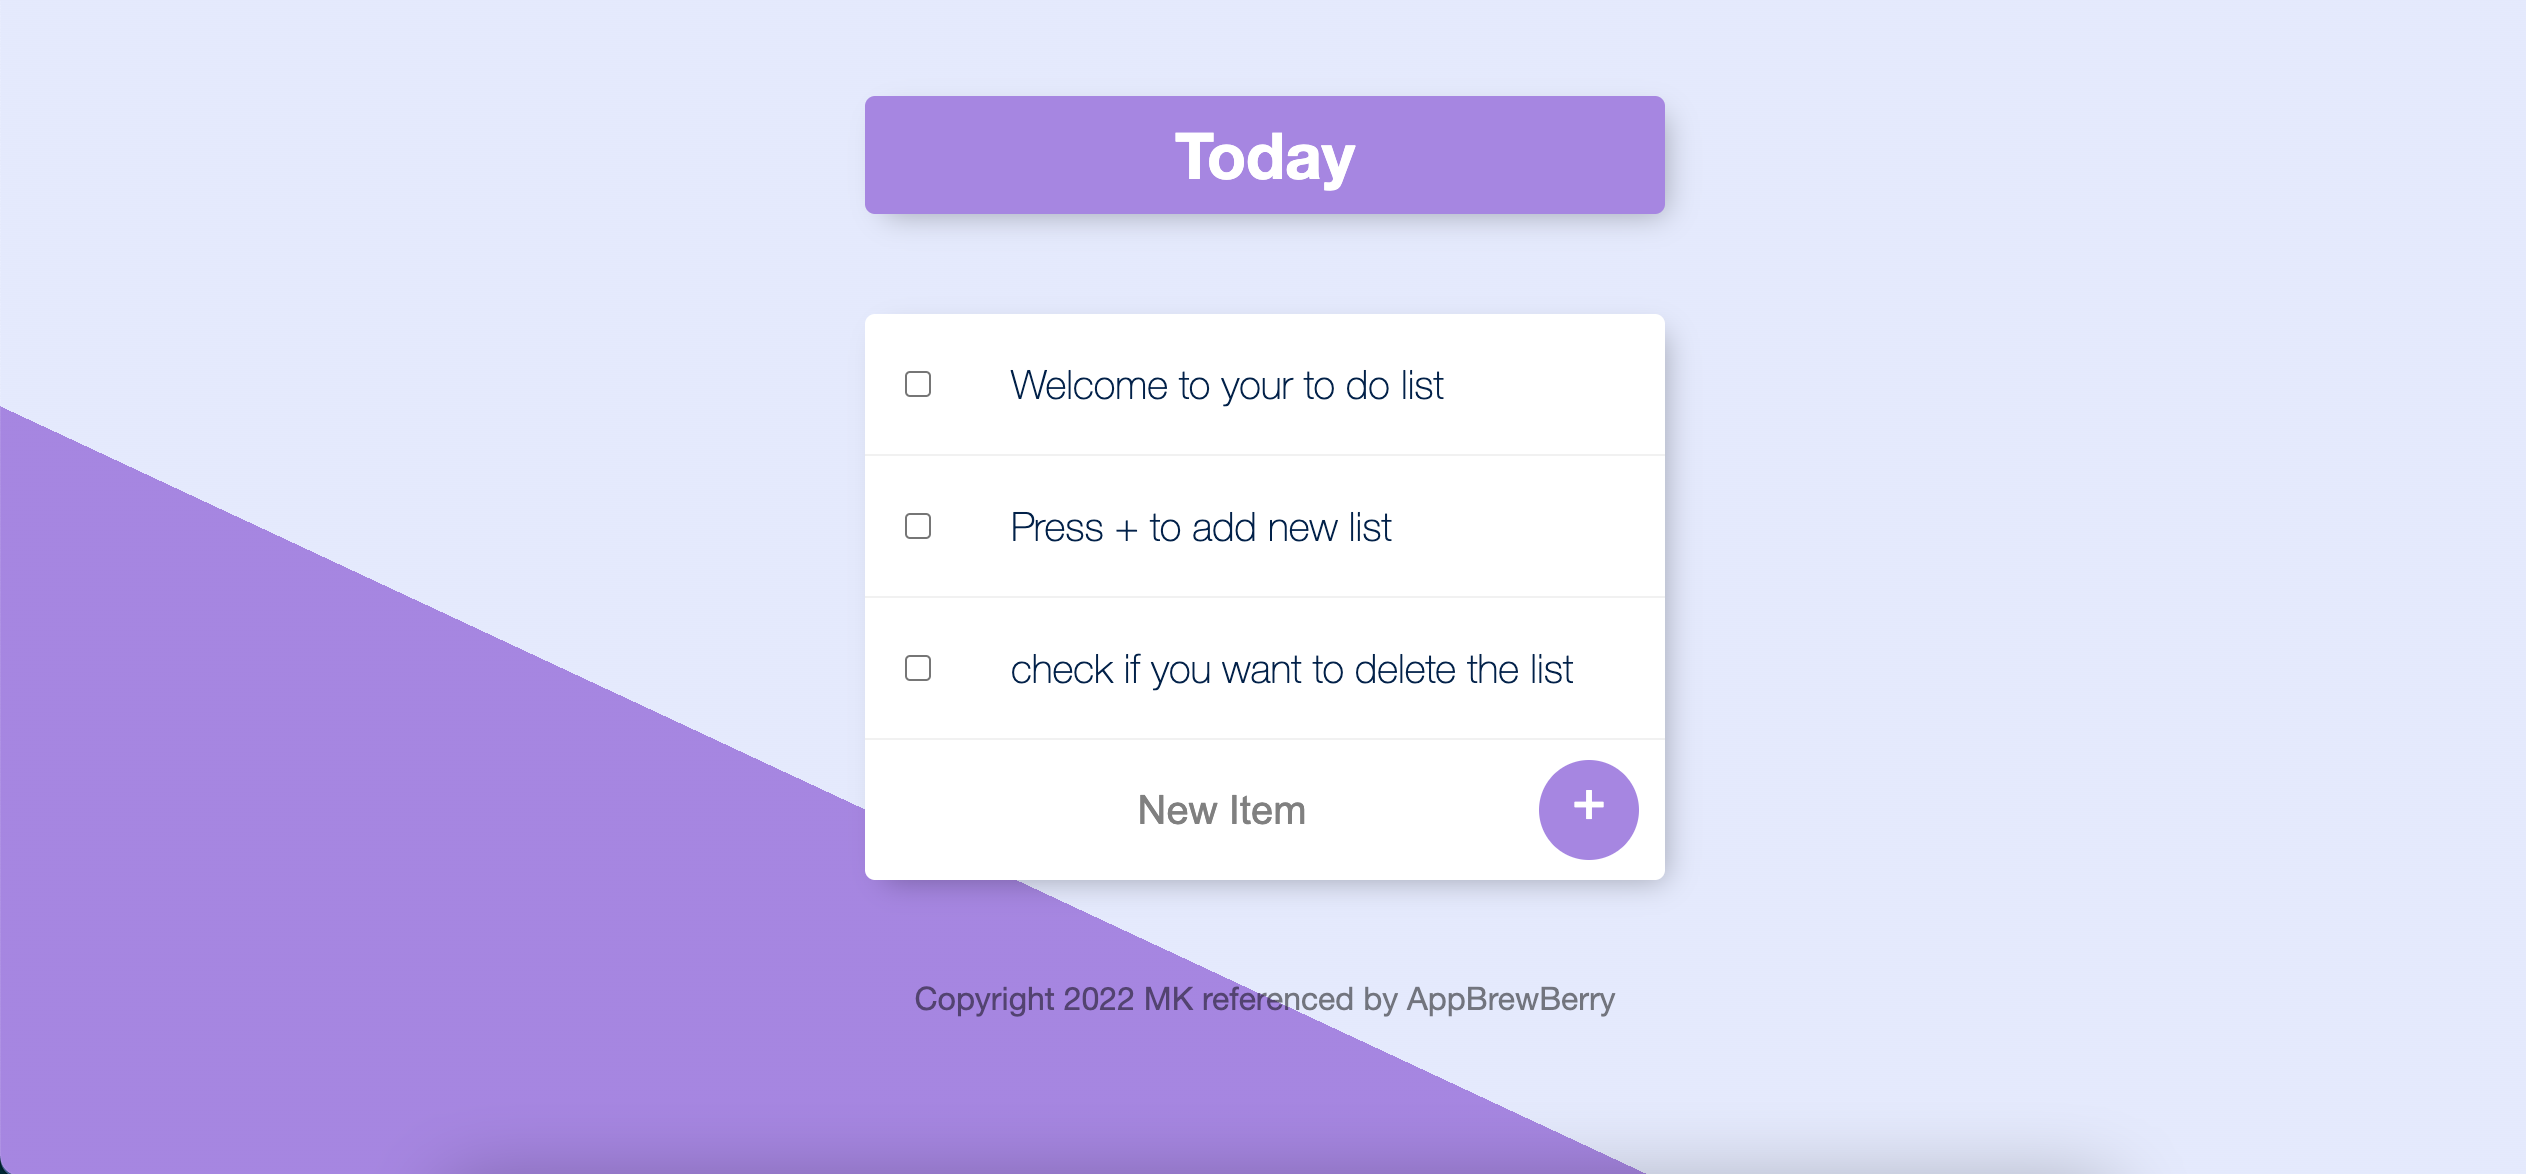 Today
Welcome to your to do list
Press + to add new list
check if you want to delete the list
New Item
+
Copyright 2022 MK referenced by AppBrewBerry